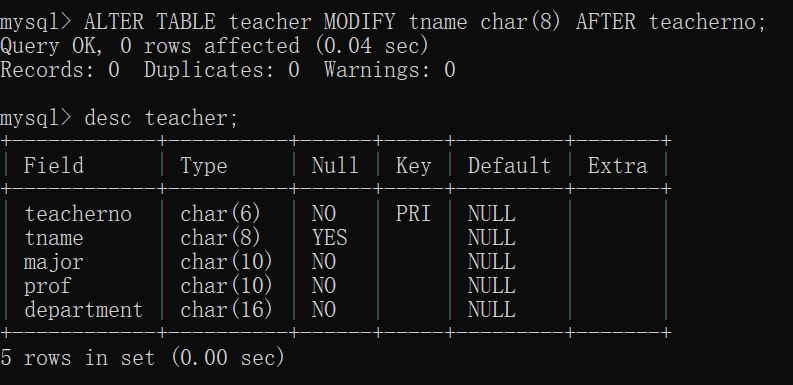 mysql> ALTER TABLE teacher MODIFY tname char(8) AFTER teacherno;
Query OK, 0 rows affected (0.04 sec)
Records: 0  Duplicates: 0  Warnings: 0
mysql> desc teacher;
+------------+----------+------+-----+---------+-------+
| Field      | Type     | Null | Key | Default | Extra |
+------------+----------+------+-----+---------+-------+
| teacherno  | char(6)  | NO   | PRI | NULL    |       |
| tname      | char(8)  | YES  |     | NULL    |       |
| major      | char(10) | NO   |     | NULL    |       |
| prof       | char(10) | NO   |     | NULL    |       |
| department | char(16) | NO   |     | NULL    |       |
+------------+----------+------+-----+---------+-------+
5 rows in set (0.00 sec)